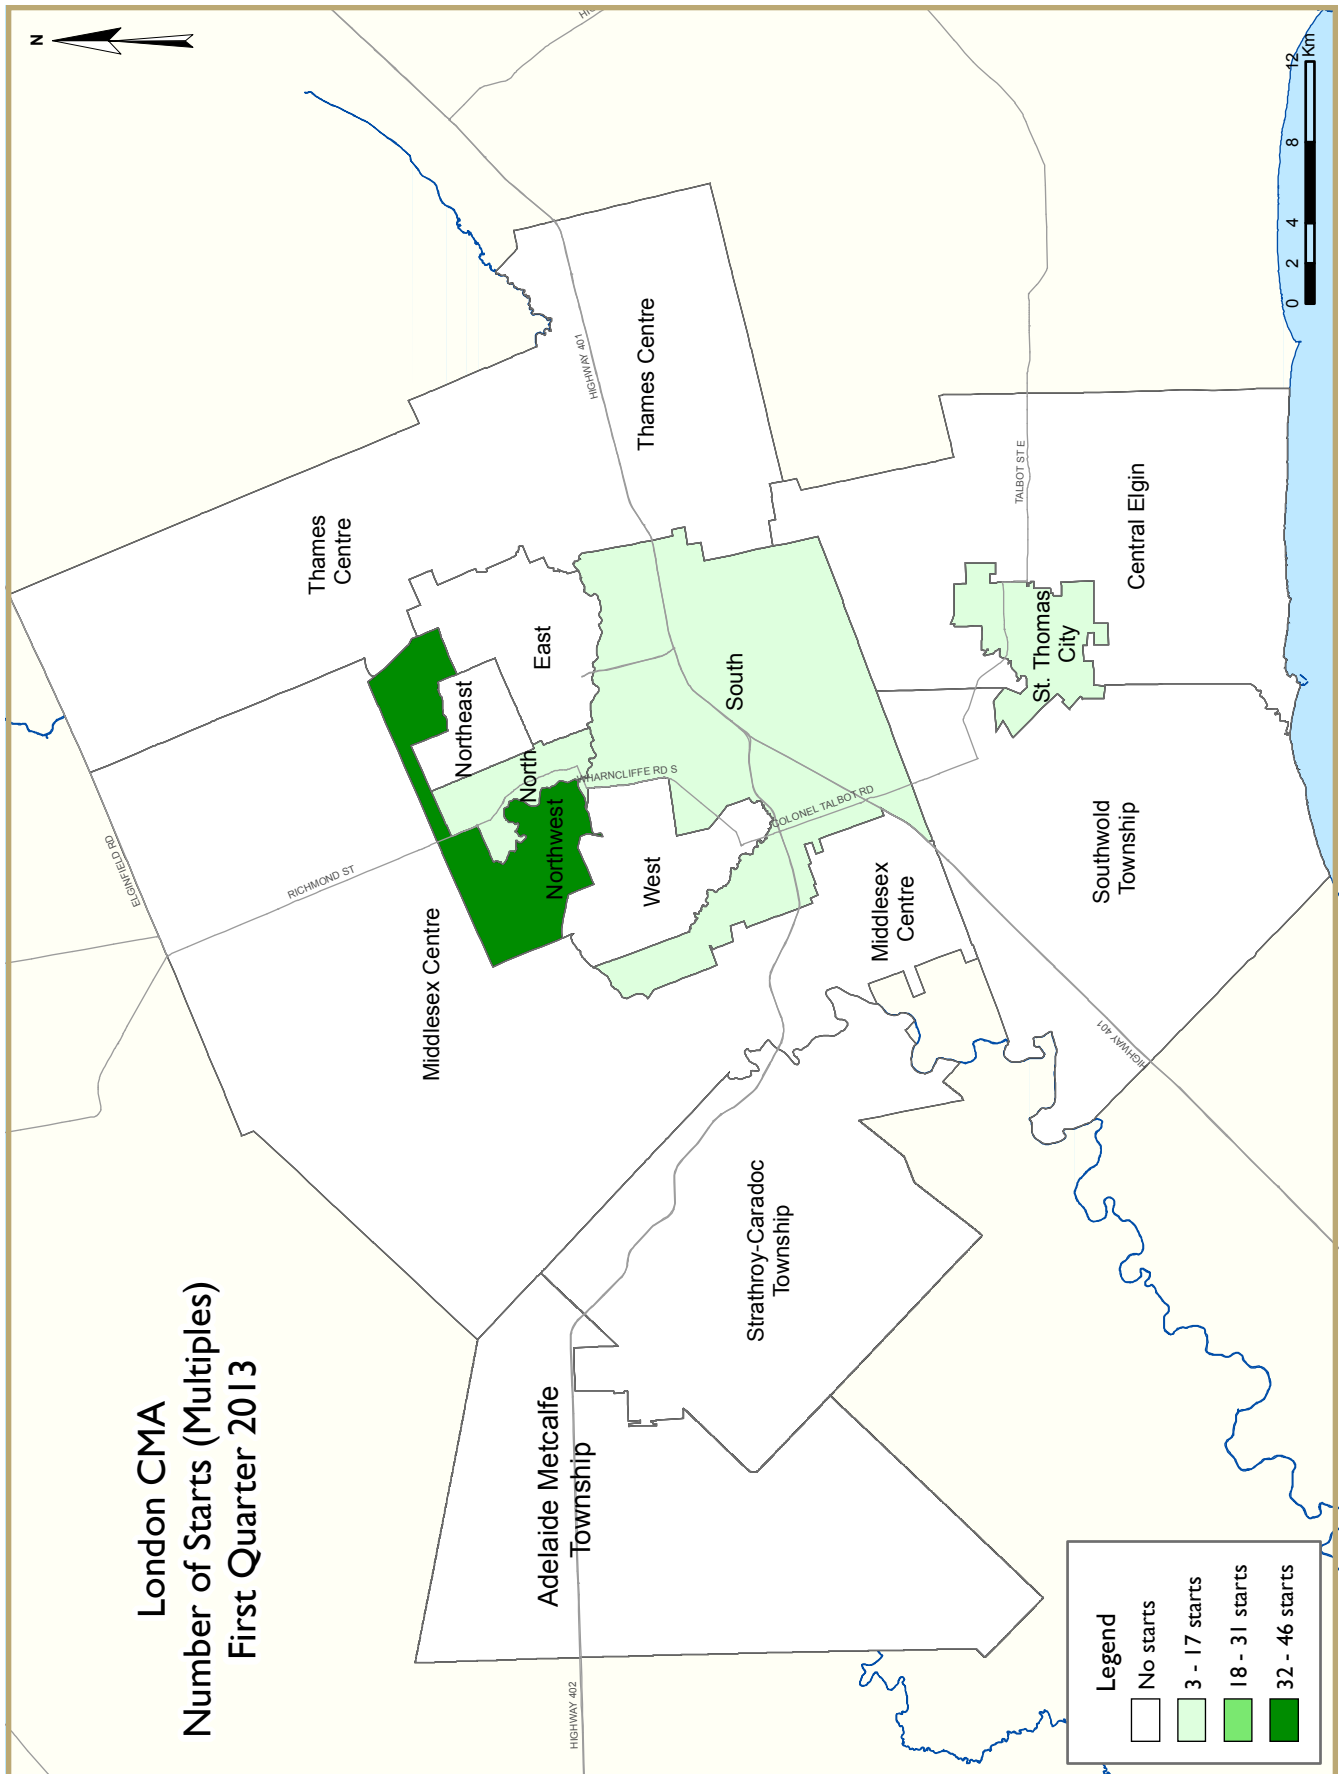 London CMA
Number of Starts (Multiples)
First Quarter 2013
N
HIGHWAY 402
Adelaide Metcalfe
Township
Strathroy-Caradoc
Township
Middlesex Centre
ELGINFIELD RD
RICHMOND ST
Thames
Centre
Northeast
East
North
Northwest
West
WHARNCLIFFE RD S
South
COLONEL TALBOT RD
Middlesex
Centre
HIGHWAY 401
Thames Centre
HIGHWAY 401
Southwold
Township
St. Thomas
City
TALBOT ST E
Central Elgin
Legend
No starts
3 - 17 starts
18 - 31 starts
32 - 46 starts
0 2 4 8 12
Km